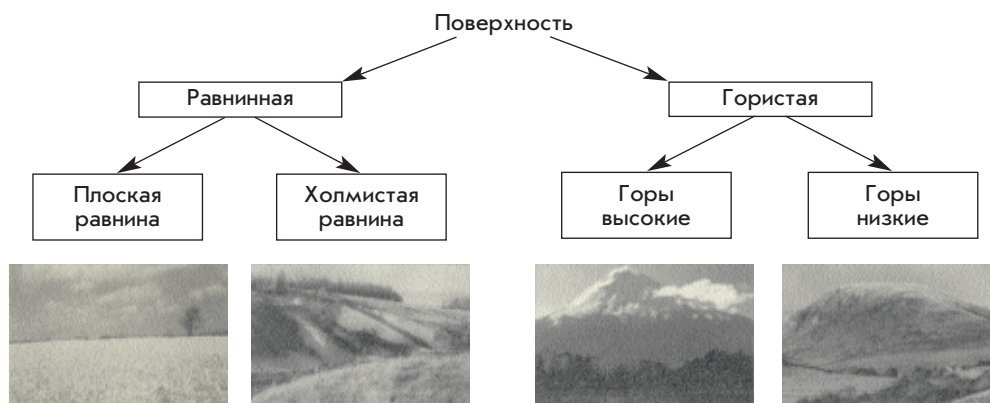 Поверхность
Равнинная
Гористая
Плоская
равнина
Холмистая
равнина
Горы
высокие
Горы
низкие